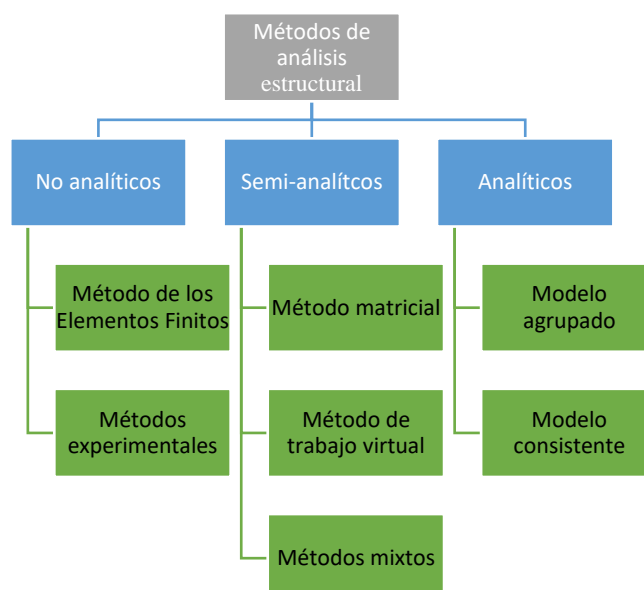 Métodos de
análisis
estructural
No analíticos
Semi-analítcos
Analíticos
Método de los
Elementos Finitos
Métodos
experimentales
Método matricial
Método de
trabajo virtual
Métodos mixtos
Modelo
agrupado
Modelo
consistente